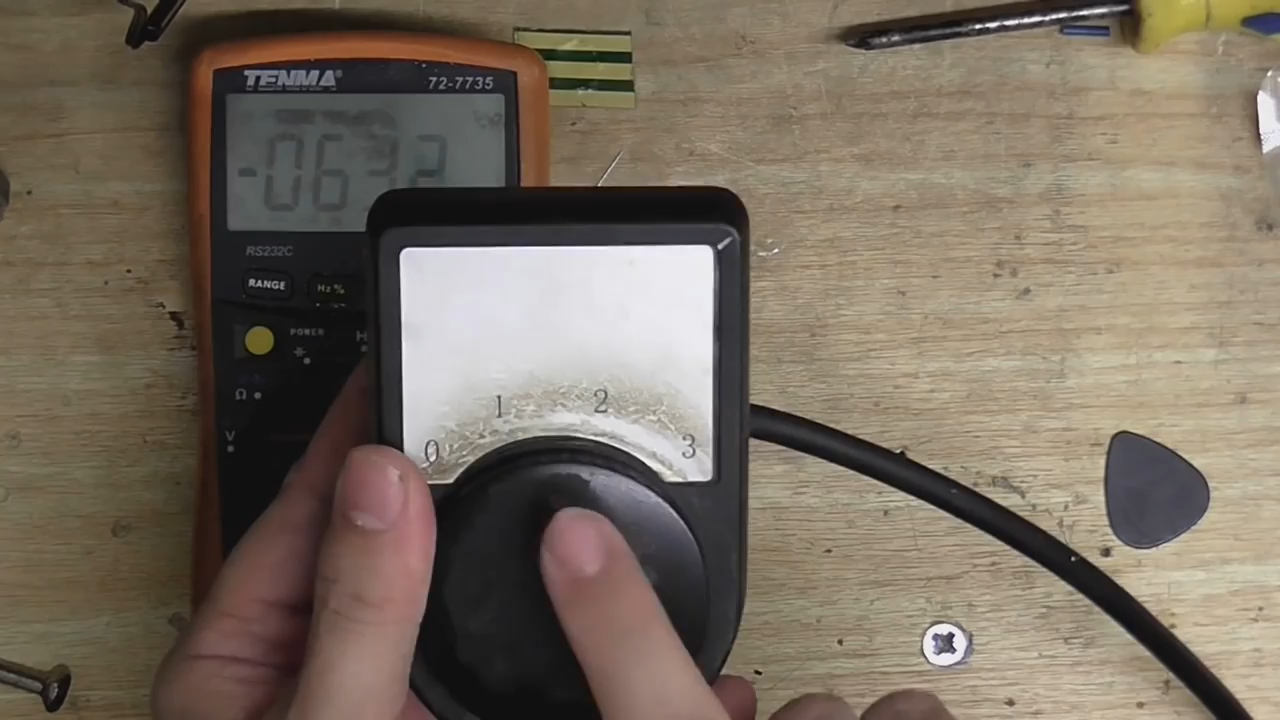 TENMA® 72-7735
-0632
RS232C
RANGE
Hz %
POWER
H
Ω
V
0 1 2 3